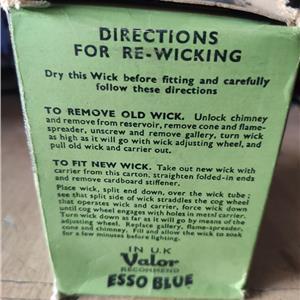 DIRECTIONS
FOR RE-WICKING
Dry this Wick before fitting and carefully
follow these directions
TO REMOVE OLD WICK. Unlock chimney
and remove from reservoir, remove cone and flame-
spreader, unscrew and remove gallery, turn wick
as high as it will go with wick adjusting wheel, and
pull old wick and carrier out.
TO FIT NEW WICK. Take out new wick with
carrier from this carton, straighten folded-in ends
and remove cardboard stiffener.
Place wick, split end down, over the wick tube;
see that split side of wick straddles the cog wheel
that operates wick and carrier, force wick down
until cog wheel engages with holes in metal carrier.
Turn wick down as far as it will go by means of the
adjusting wheel. Replace gallery, flame-spreader,
cone and chimney. Fill and allow the wick to soak
for a few minutes before lighting.
IN U.K
Valor
RECOMMEND
ESSO BLUE